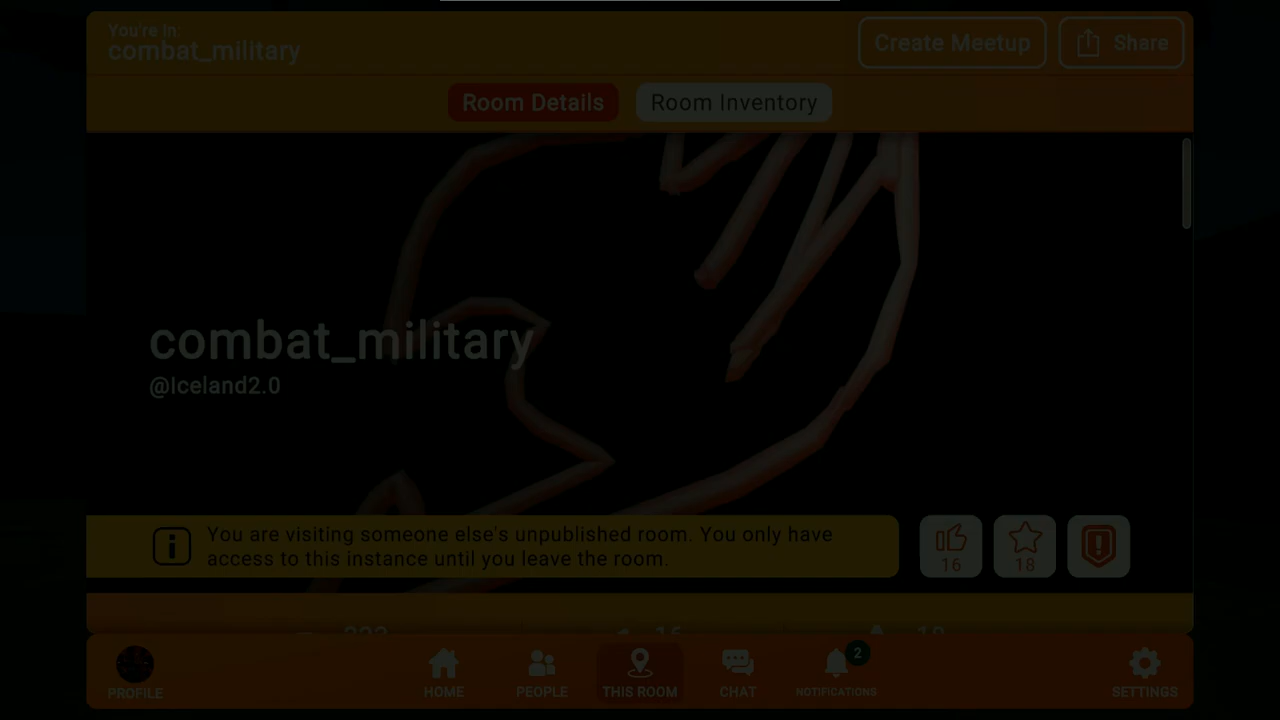 You're in:
combat_military
Create Meetup
Share
Room Details
Room Inventory
combat_military
@Iceland2.0
You are visiting someone else's unpublished room. You only have
access to this instance until you leave the room.
16
18
PROFILE
HOME
PEOPLE
THIS ROOM
CHAT
2
NOTIFICATIONS
SETTINGS